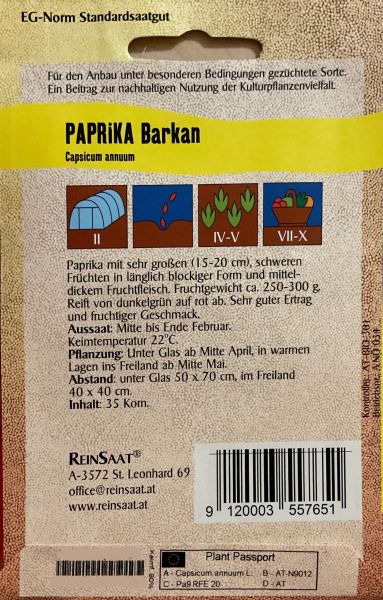 EG-Norm Standardsaatgut
Für den Anbau unter besonderen Bedingungen gezüchtete Sorte.
Ein Beitrag zur nachhaltigen Nutzung der Kulturpflanzenvielfalt.
PAPRiKA Barkan
Capsicum annuum
II
IV-V
VII-X
Paprika mit sehr großen (15-20 cm), schweren
Früchten in länglich blockiger Form und mittel-
dickem Fruchtfleisch. Fruchtgewicht ca. 250-300 g.
Reift von dunkelgrün auf rot ab. Sehr guter Ertrag
und fruchtiger Geschmack.
Aussaat: Mitte bis Ende Februar.
Keimtemperatur 22°C.
Pflanzung: Unter Glas ab Mitte April, in warmen
Lagen ins Freiland ab Mitte Mai.
Abstand: unter Glas 50 x 70 cm, im Freiland
40 x 40 cm.
Inhalt: 35 Korn.
Kontrollnr.: AT-BIO-301
REINSAAT®
A-3572 St. Leonhard 69
office@reinsaat.at
9 120003 557651
Plant Passport
A - Capsicum annuum L.
B - AT-N9012
C - Pa9 RFE 20
D - AT